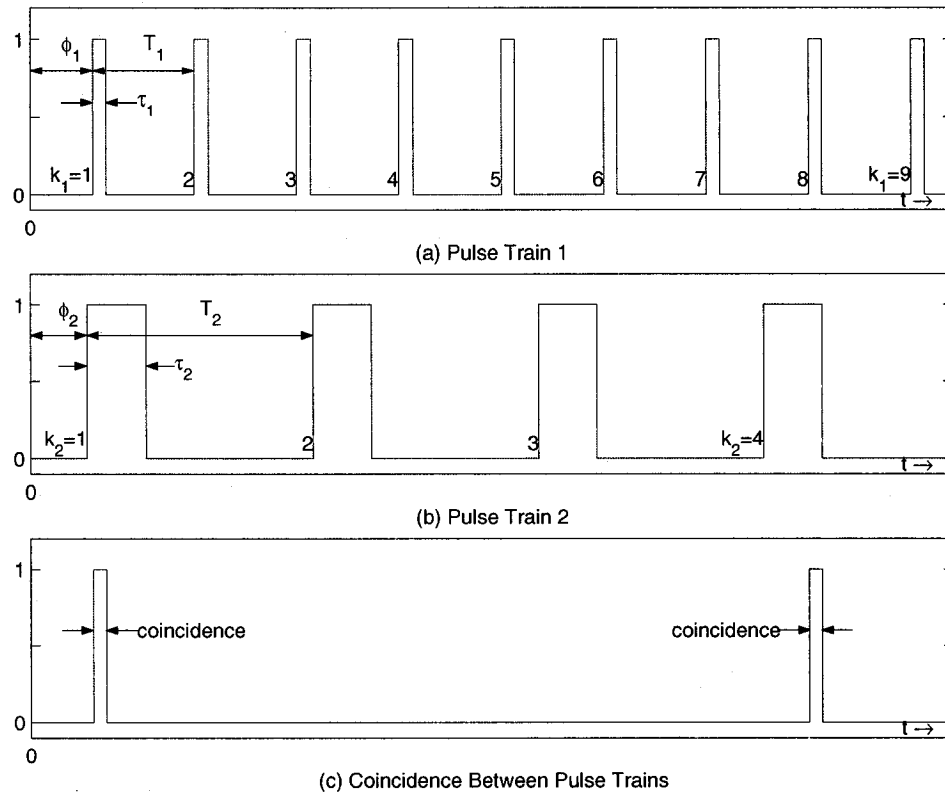 1
ϕ₁
T₁
τ₁
k₁=1
2
3
4
5
6
7
8
k₁=9
0
t →
0
(a) Pulse Train 1
1
ϕ₂
T₂
τ₂
k₂=1
2
3
k₂=4
0
t →
0
(b) Pulse Train 2
1
coincidence
coincidence
0
t →
0
(c) Coincidence Between Pulse Trains